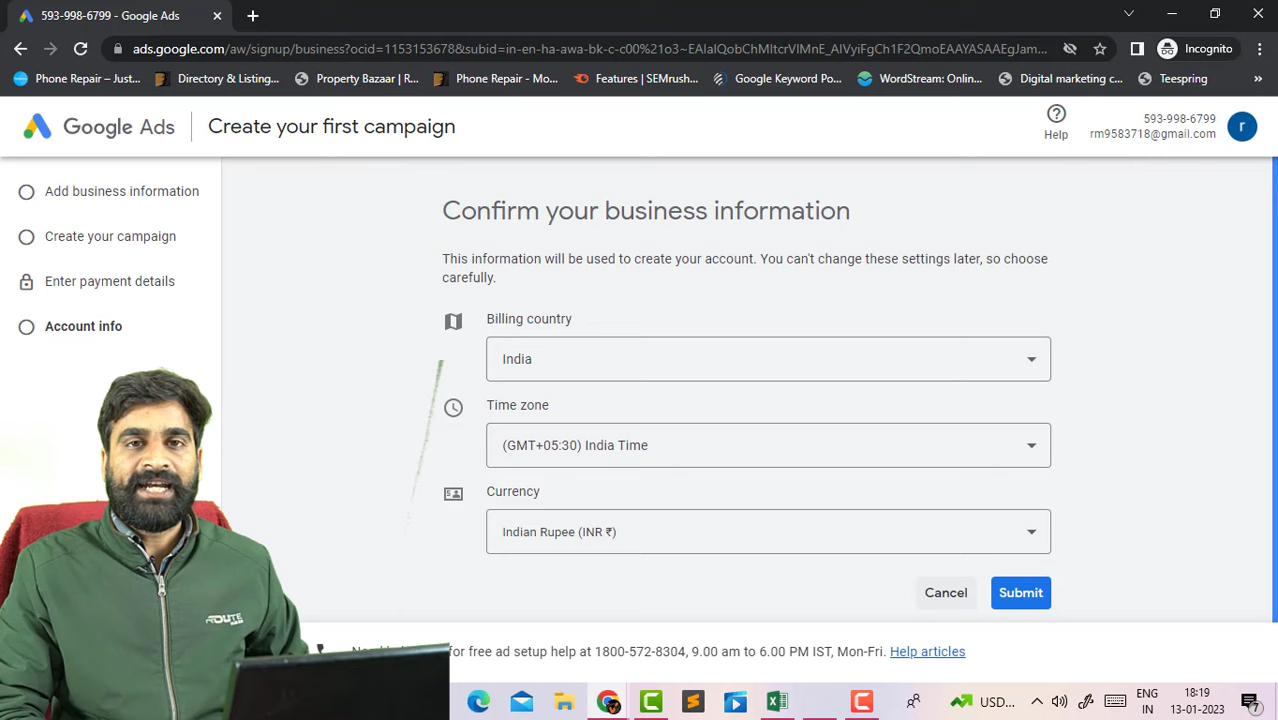 593-998-6799 - Google Ads
ads.google.com/aw/signup/business?ocid=1153153678&subid=in-en-ha-awa-bk-c-c00%21o3~
Incognito
Phone Repair – Just...
Directory & Listing...
Property Bazaar | R...
Phone Repair - Mo...
Features | SEMrush...
Google Keyword Po...
WordStream: Onlin...
Digital marketing c...
Teespring
»
Google Ads
Create your first campaign
Help
593-998-6799
rm9583718@gmail.com
r
Add business information
Create your campaign
Enter payment details
Account info
Confirm your business information
This information will be used to create your account. You can't change these settings later, so choose
carefully.
Billing country
India
Time zone
(GMT+05:30) India Time
Currency
Indian Rupee (INR ₹)
Cancel
Submit
for free ad setup help at 1800-572-8304, 9.00 am to 6.00 PM IST, Mon-Fri. Help articles
ROUTE
USD...
ENG
IN
18:19
13-01-2023
7